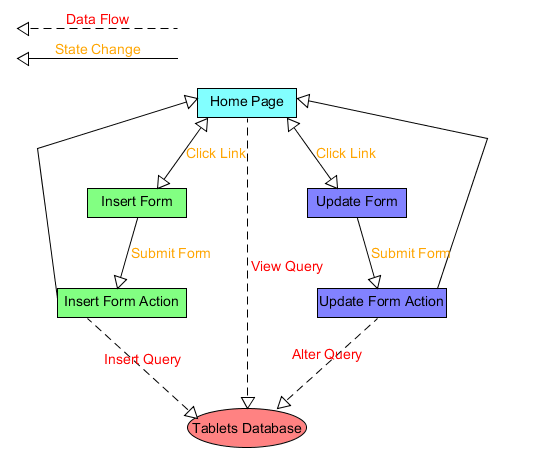 Data Flow
State Change
Home Page
Click Link
Click Link
Insert Form
Update Form
Submit Form
Submit Form
View Query
Insert Form Action
Update Form Action
Insert Query
Alter Query
Tablets Database